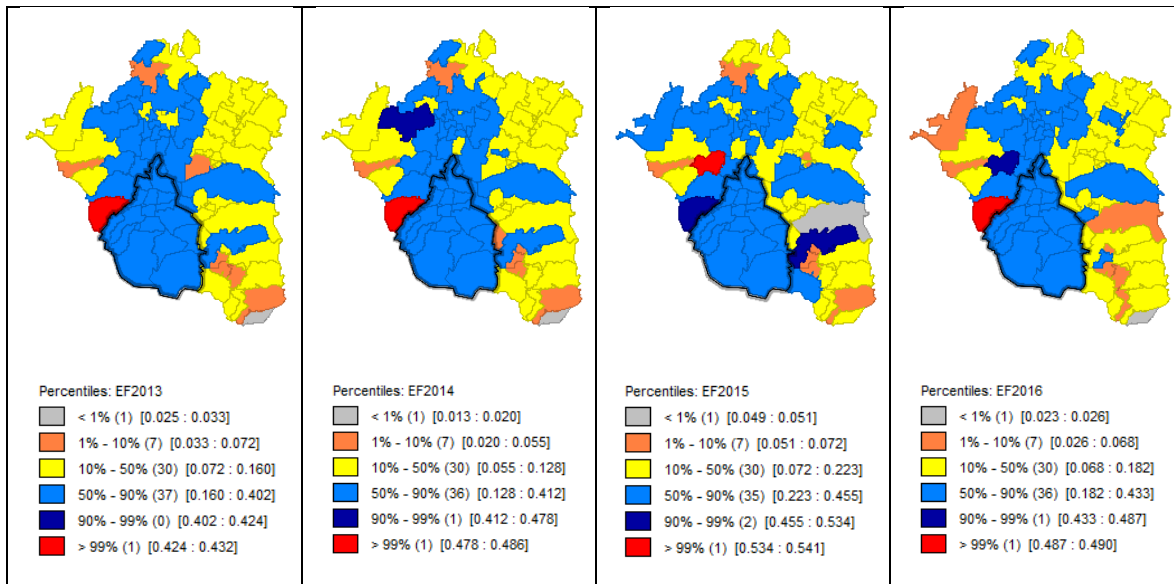 Percentiles: EF2013
< 1% (1) [0.025 : 0.033]
1% - 10% (7) [0.033 : 0.072]
10% - 50% (30) [0.072 : 0.160]
50% - 90% (37) [0.160 : 0.402]
90% - 99% (0) [0.402 : 0.424]
> 99% (1) [0.424 : 0.432]
Percentiles: EF2014
< 1% (1) [0.013 : 0.020]
1% - 10% (7) [0.020 : 0.055]
10% - 50% (30) [0.055 : 0.128]
50% - 90% (36) [0.128 : 0.412]
90% - 99% (1) [0.412 : 0.478]
> 99% (1) [0.478 : 0.486]
Percentiles: EF2015
< 1% (1) [0.049 : 0.051]
1% - 10% (7) [0.051 : 0.072]
10% - 50% (30) [0.072 : 0.223]
50% - 90% (35) [0.223 : 0.455]
90% - 99% (2) [0.455 : 0.534]
> 99% (1) [0.534 : 0.541]
Percentiles: EF2016
< 1% (1) [0.023 : 0.026]
1% - 10% (7) [0.026 : 0.068]
10% - 50% (30) [0.068 : 0.182]
50% - 90% (36) [0.182 : 0.433]
90% - 99% (1) [0.433 : 0.487]
> 99% (1) [0.487 : 0.490]